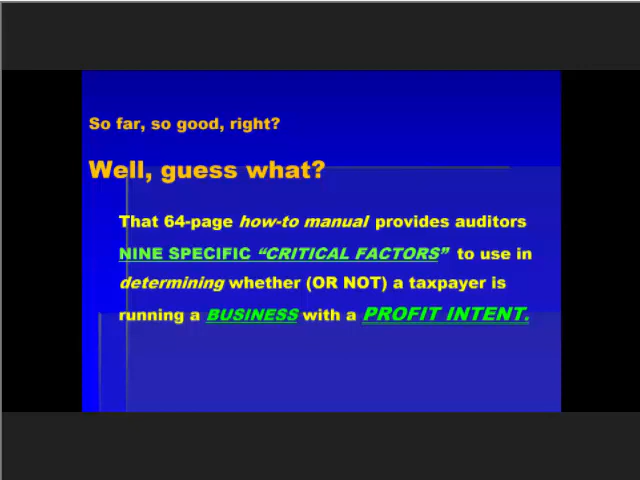 So far, so good, right?
Well, guess what?
That 64-page how-to manual provides auditors
NINE SPECIFIC “CRITICAL FACTORS” to use in
determining whether (OR NOT) a taxpayer is
running a BUSINESS with a PROFIT INTENT.